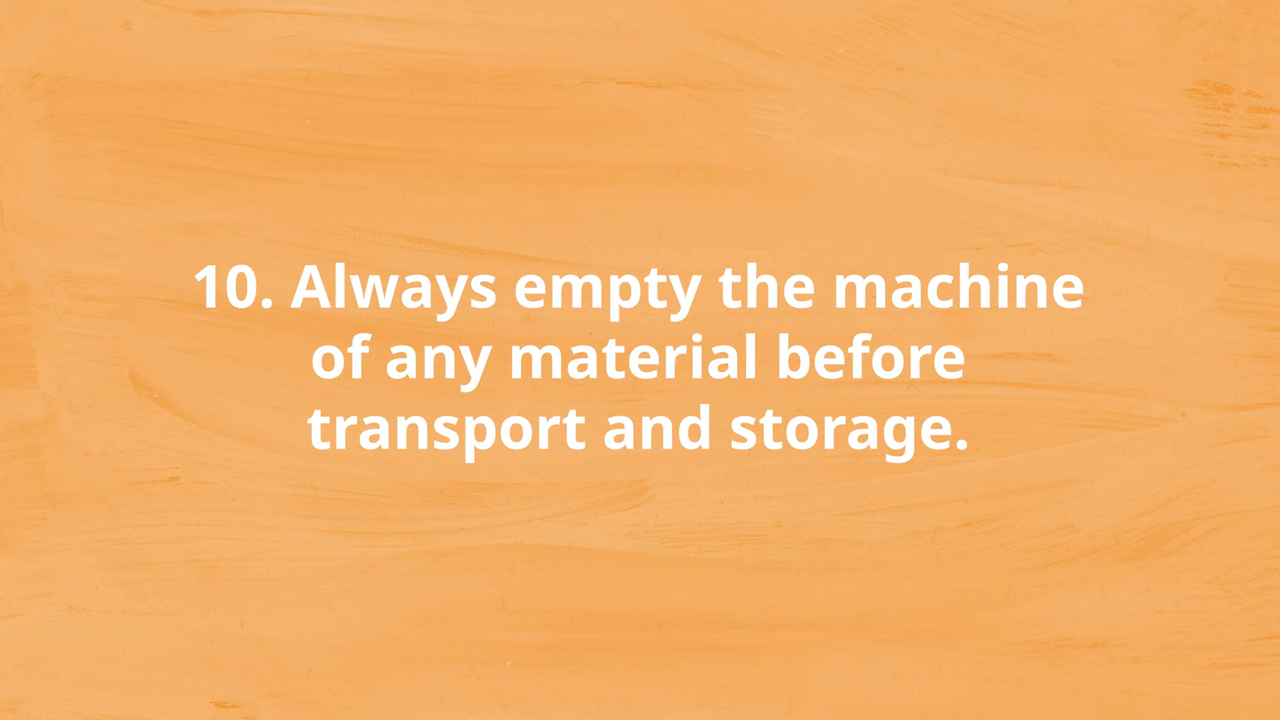 10. Always empty the machine
of any material before
transport and storage.